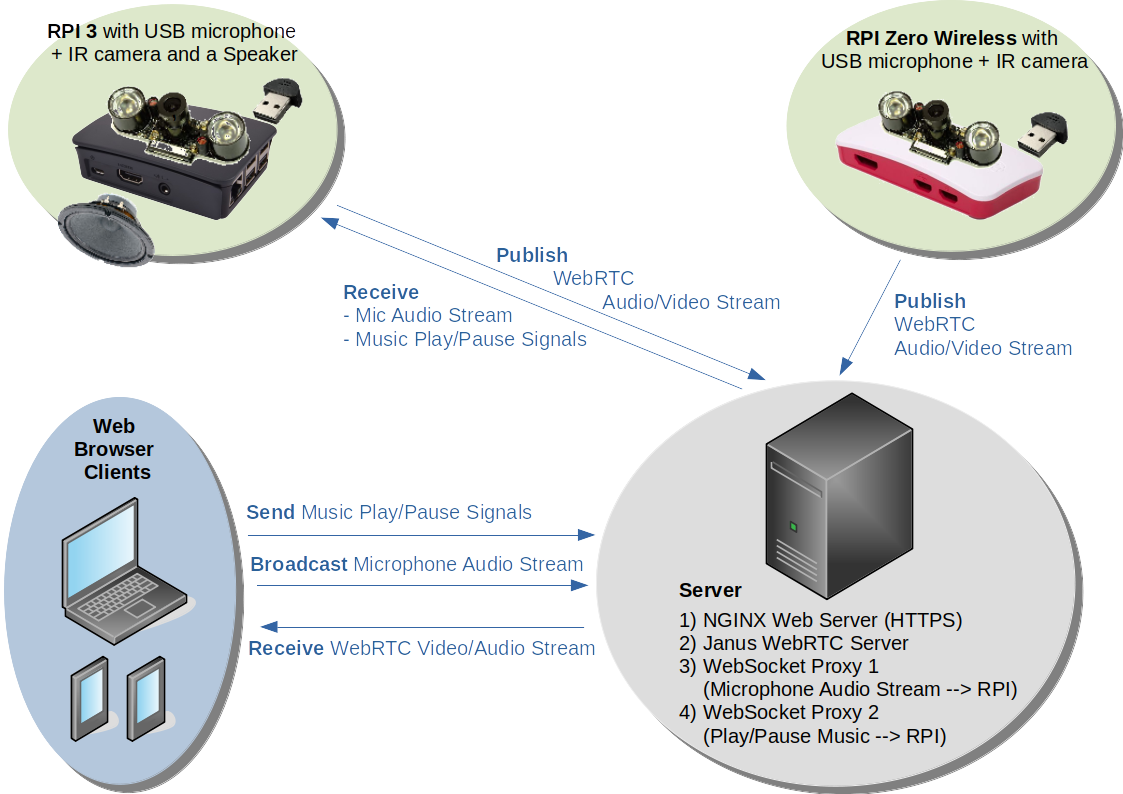 RPI 3 with USB microphone
+ IR camera and a Speaker
RPI Zero Wireless with
USB microphone + IR camera
Publish
WebRTC
Audio/Video Stream
Receive
- Mic Audio Stream
- Music Play/Pause Signals
Publish
WebRTC
Audio/Video Stream
Web
Browser
Clients
Send Music Play/Pause Signals
Broadcast Microphone Audio Stream
Receive WebRTC Video/Audio Stream
Server
1) NGINX Web Server (HTTPS)
2) Janus WebRTC Server
3) WebSocket Proxy 1
(Microphone Audio Stream --> RPI)
4) WebSocket Proxy 2
(Play/Pause Music --> RPI)